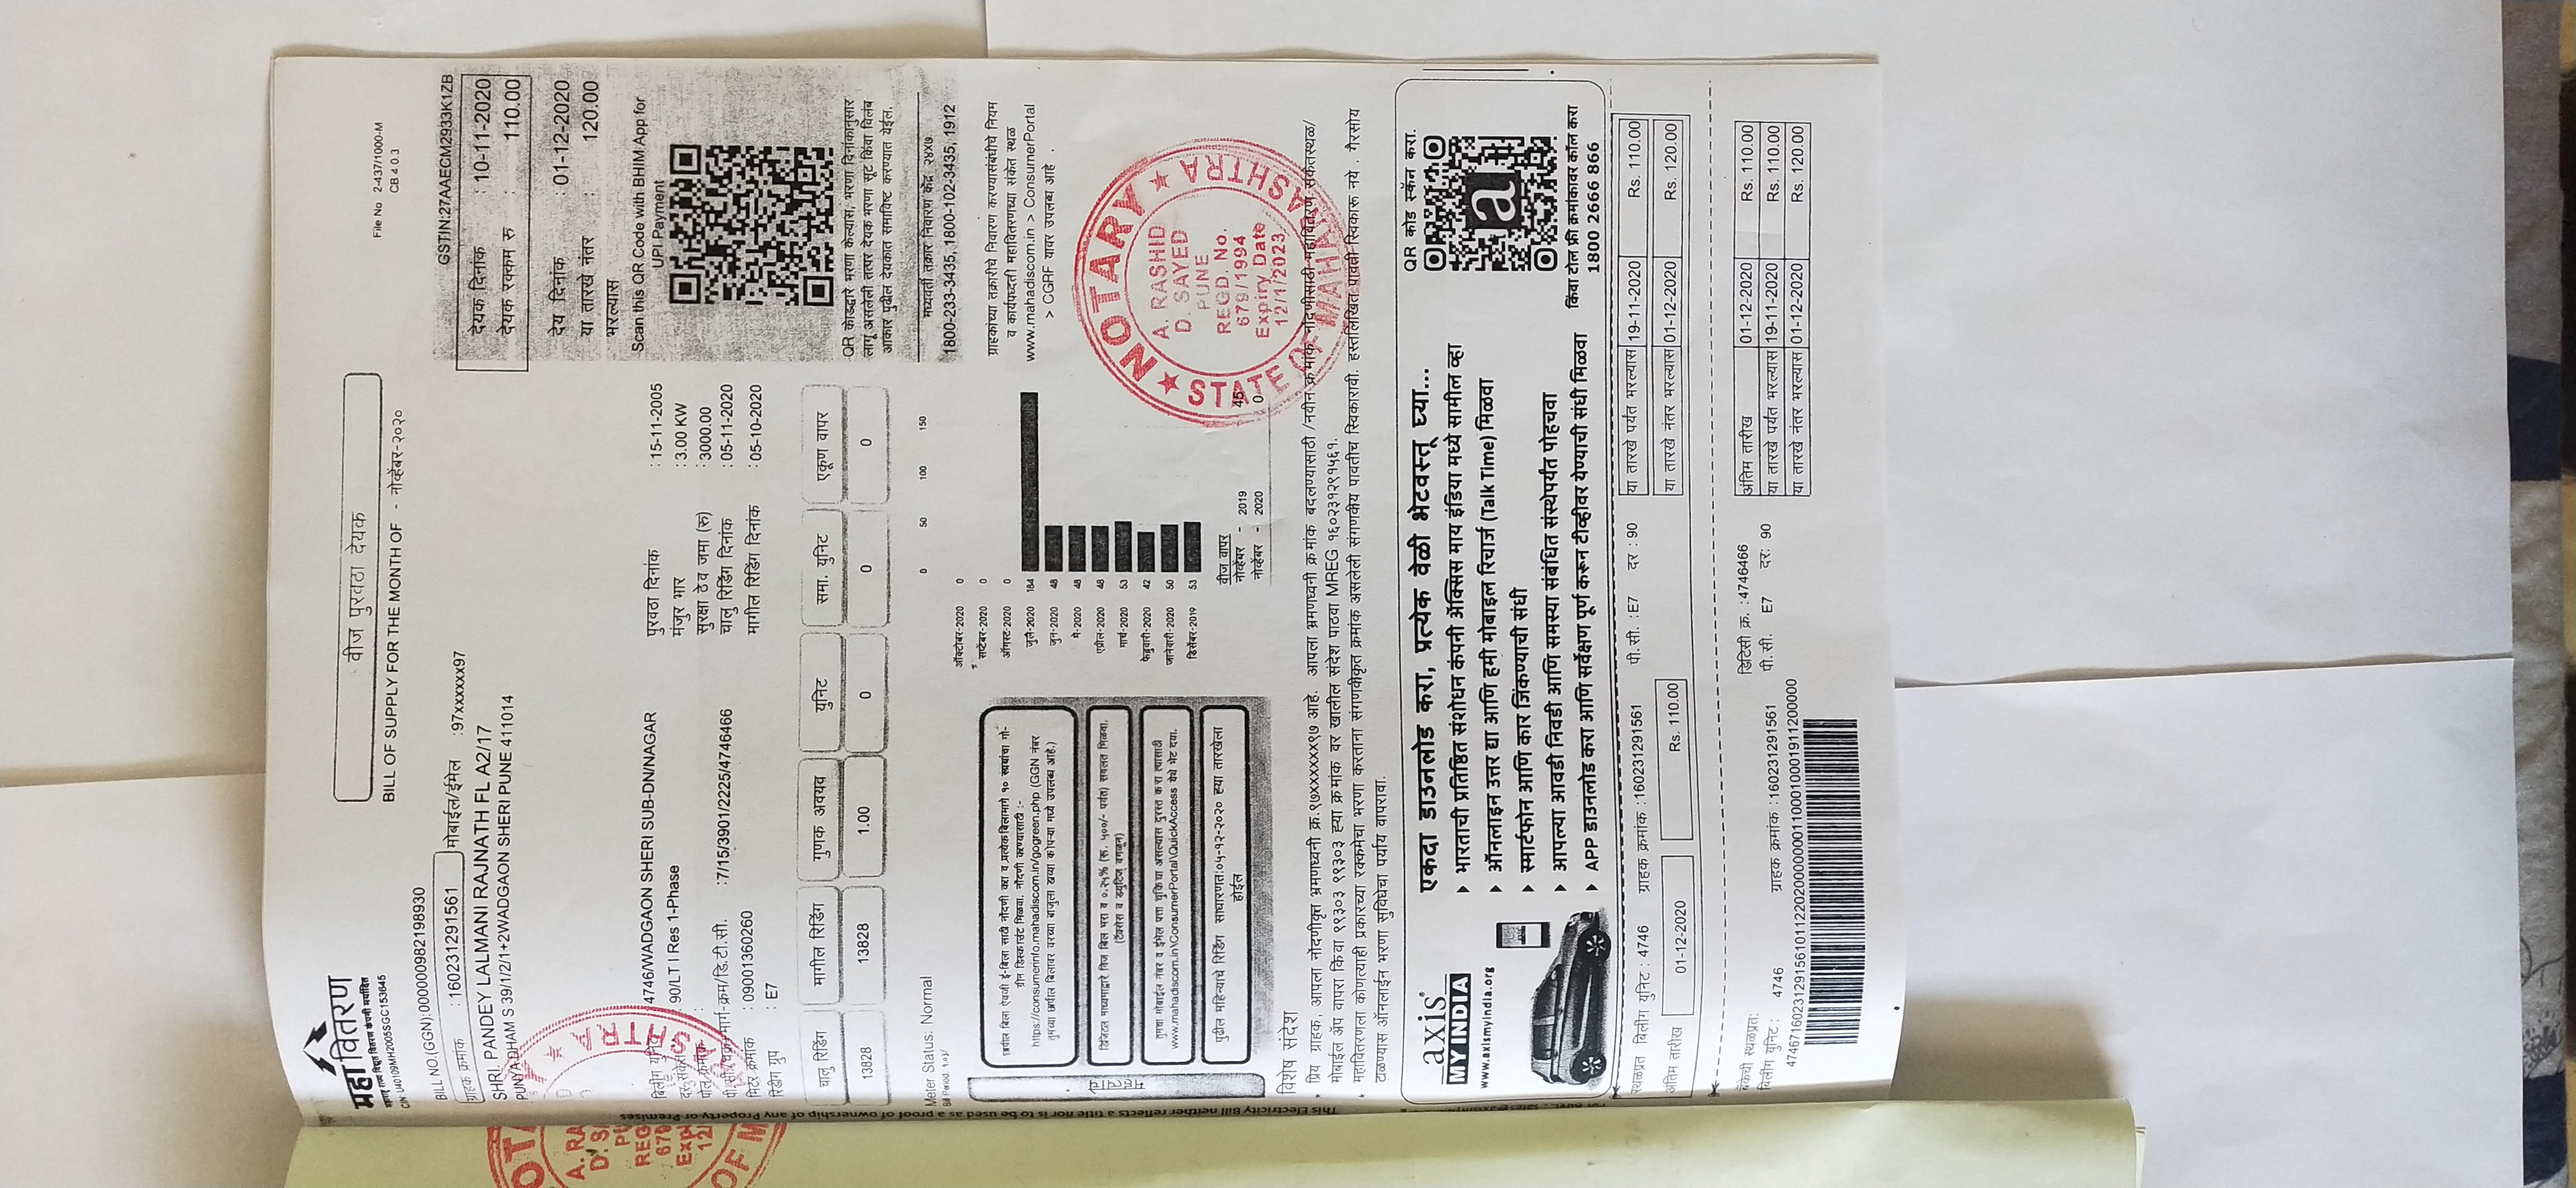 File No 2-437/1000-M
CB 4 0.3
वीज पुरवठा देयक
BILL OF SUPPLY FOR THE MONTH OF - नोव्हेंबर-२०२०
महावितरण
महाराष्ट्र राज्य विद्युत वितरण कंपनी मर्यादित
CIN U40109MH2005SGC153645
GSTIN:27AAECM2933K1ZB
BILL NO.(GGN):000000982198930
ग्राहक क्रमांक :160231291561 मोबाईल/ईमेल :97xxxxxx97
SHRI. PANDEY LALMANI RAJNATH FL A2/17
PUNYADHAM S 39/1/2/1+2WADGAON SHERI PUNE 411014
देयक दिनांक : 10-11-2020
देयक रक्कम रु : 110.00
देय दिनांक : 01-12-2020
या तारखे नंतर : 120.00
भरल्यास
Scan this QR Code with BHIM App for
UPI Payment
बिलींग युनिट 4746/WADGAON SHERI SUB-DN/NAGAR
90/LT I Res 1-Phase
:7/15/3901/2225/4746466
मिटर क्रमांक : 09001360260
रिडिंग ग्रुप : E7
पुरवठा दिनांक : 15-11-2005
मंजुर भार : 3.00 KW
सुरक्षा ठेव जमा (रु) : 3000.00
चालु रिडिंग दिनांक : 05-11-2020
मागील रिडिंग दिनांक : 05-10-2020
चालु रिडिंग मागील रिडिंग गुणक अवयव युनिट समा. युनिट एकूण वापर
13828 13828 1.00 0 0 0
QR कोडद्वारे भरणा केल्यास, भरणा दिनांकानुसार
लागू असलेली तत्पर देयक भरणा सूट किंवा विलंब
आकार पुढील देयकात समाविष्ट करण्यात येईल.
मध्यवर्ती तक्रार निवारण केंद्र २४X७
1800-233-3435, 1800-102-3435, 1912
Meter Status: Normal
ग्राहकांच्या तक्रारींचे निवारण करण्यासंबंधीचे नियम
व कार्यपध्दती महावितरणच्या संकेत स्थळ
www.mahadiscom.in > ConsumerPortal
> CGRF यावर उपलब्ध आहे .
0 50 100 150
ऑक्टोबर-2020 0
सप्टेंबर-2020 0
ऑगस्ट-2020 0
जुलै-2020 184
जुन-2020 48
मे-2020 48
एप्रील-2020 48
मार्च-2020 53
फेब्रुवारी-2020 42
जानेवारी-2020 50
डिसेंबर-2019 53
वीज वापर
नोव्हेंबर - 2019 45
नोव्हेंबर - 2020 0
छापील बिला ऐवजी ई-बिला साठी नोंदणी करा व प्रत्येक बिलामागे १० रुपयांचा गो-
ग्रीन डिस्काउंट मिळवा. नोंदणी करण्यासाठी :-
https://consumerinfo.mahadiscom.in/gogreen.php (GGN नंबर
तुमच्या छापील बिलावर वरच्या बाजूला डाव्या कोपऱ्या मध्ये उपलब्ध आहे.)
डिजिटल माध्यमाद्वारे विज बिल भरा व ०.२५% (रू. ५००/- पर्यंत) सवलत मिळवा.
(टॅक्सेस व ड्युटिज् वगळून)
तुमचा मोबाईल नंबर व इमेल पत्ता चुकिचा असल्यास दुरूस्त करा त्यासाठी
www.mahadiscom.in\ConsumerPortal\QuickAccess येथे भेट दया.
पुढील महिन्याचे रिडिंग साधारणतः:०५-१२-२०२० ह्या तारखेला
होईल
NOTARY
A. RASHID
D. SAYED
PUNE
REGD. No.
679/1994
Expiry Date
12/1/2023
STATE OF MAHARASHTRA
विशेष संदेश
प्रिय ग्राहक, आपला नोंदणीकृत भ्रमणध्वनी क्र.९७XXXXXX९७ आहे. आपला भ्रमणध्वनी क्रमांक बदलण्यासाठी /नवीन क्रमांक नोंदणीसाठी महावितरण संकेतस्थळ/
मोबाईल ॲप वापरा किंवा ९९३०३ ९९३०३ ह्या क्रमांक वर खालील संदेश पाठवा MREG १६०२३१२९१५६१.
महावितरणला कोणत्याही प्रकारच्या रक्कमेचा भरणा करताना संगणकीकृत क्रमांक असलेली संगणकीय पावतीच स्विकारावी. हस्तलिखित पावती स्विकारू नये . गैरसोय
टाळण्यास ऑनलाईन भरणा सुविधेचा पर्याय वापरावा.
axis
MY INDIA
www.axismyindia.org
एकदा डाउनलोड करा, प्रत्येक वेळी भेटवस्तू घ्या...
भारताची प्रतिष्ठित संशोधन कंपनी ॲक्सिस माय इंडिया मध्ये सामील व्हा
ऑनलाइन उत्तर द्या आणि हमी मोबाइल रिचार्ज (Talk Time) मिळवा
स्मार्टफोन आणि कार जिंकण्याची संधी
आपल्या आवडी निवडी आणि समस्या संबंधित संस्थेपर्यंत पोहचवा
APP डाउनलोड करा आणि सर्वेक्षण पूर्ण करून टीव्हीवर येण्याची संधी मिळवा
QR कोड स्कॅन करा.
a
किंवा टोल फ्री क्रमांकावर कॉल करा
1800 2666 866
स्थळप्रत बिलींग युनिट : 4746 ग्राहक क्रमांक :160231291561 पी.सी. : E7 दर : 90
या तारखे पर्यंत भरल्यास 19-11-2020 Rs. 110.00
अंतिम तारीख 01-12-2020 Rs. 110.00
या तारखे नंतर भरल्यास 01-12-2020 Rs. 120.00
बँकेची स्थळप्रत: डिटिसी क्र. :4746466
बिलींग युनिट : 4746 ग्राहक क्रमांक :160231291561 पी.सी. E7 दर: 90
अंतिम तारीख 01-12-2020 Rs. 110.00
या तारखे पर्यंत भरल्यास 19-11-2020 Rs. 110.00
या तारखे नंतर भरल्यास 01-12-2020 Rs. 120.00
This Electricity Bill neither reflects a title nor is to be used as a proof of ownership of any Property or Premises